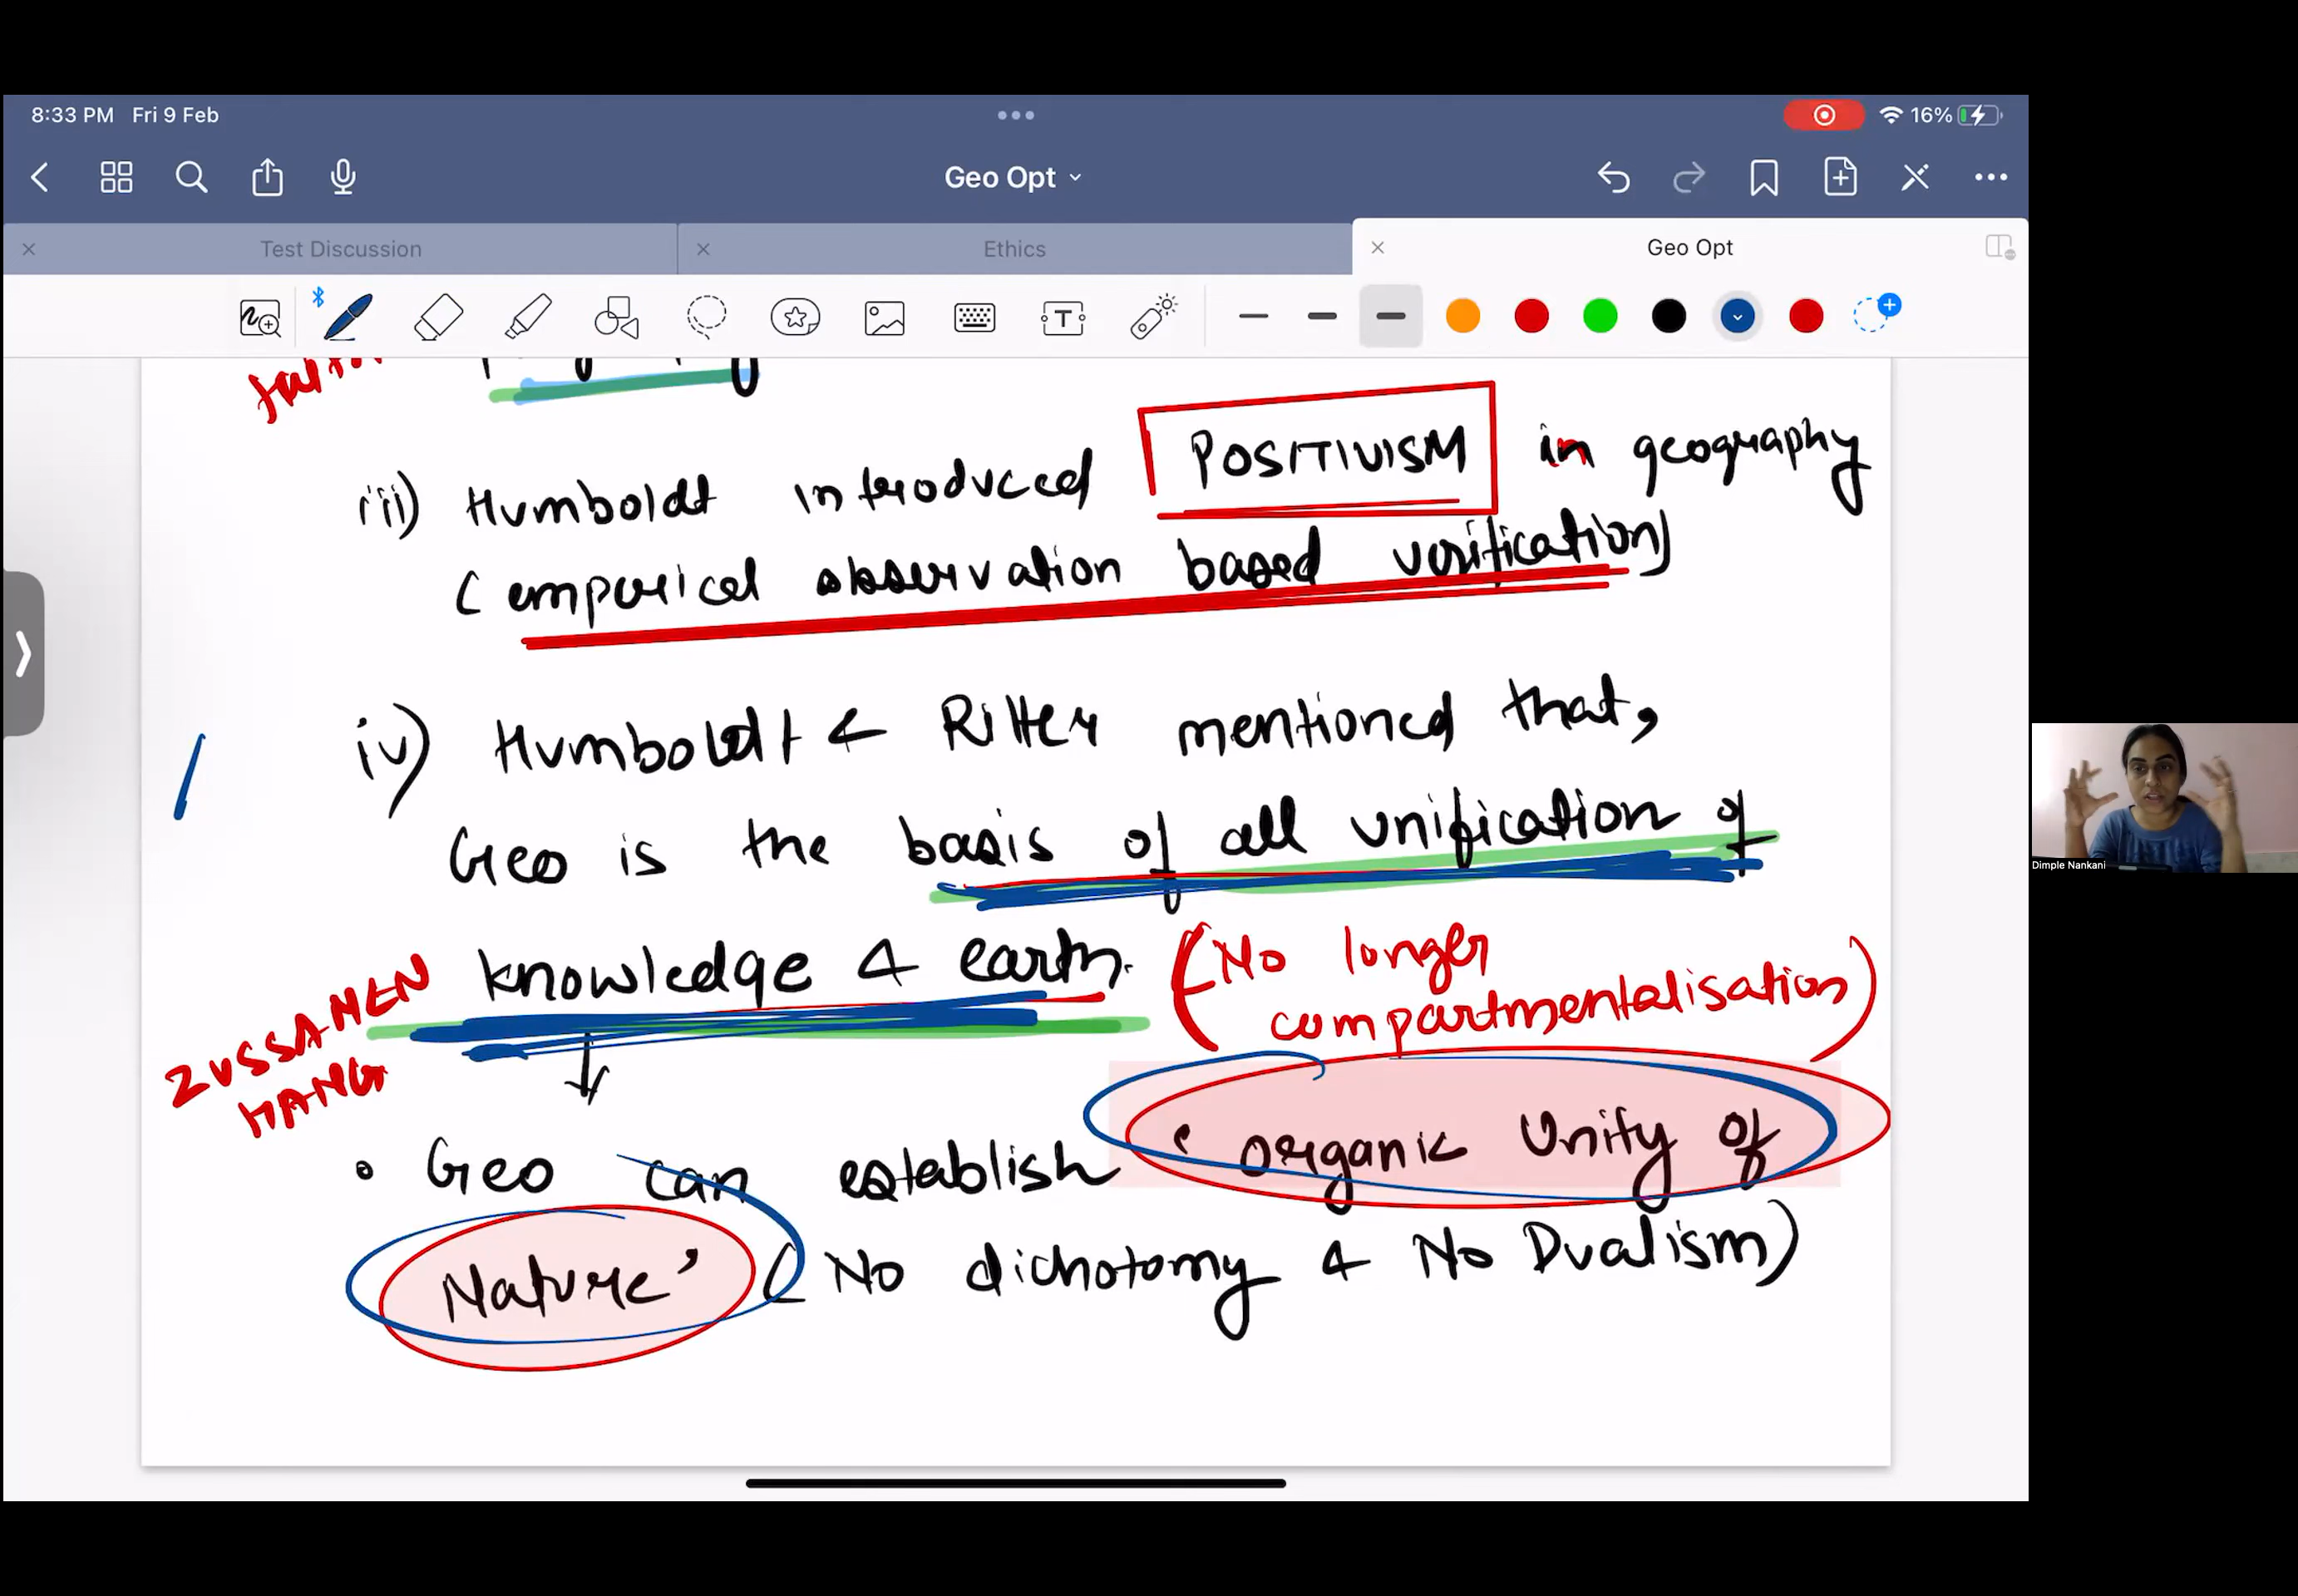 8:33 PM Fri 9 Feb
16%
Geo Opt
Test Discussion
Ethics
Geo Opt
iii) Humboldt introduced POSITIVISM in geography
(emperical observation based verification)
iv) Humboldt & Ritter mentioned that,
Geo is the basis of all unification of
knowledge & earth. (No longer
compartmentalisation)
ZUSSAMEN
HANG
• Geo can establish ' organic Unity of
Nature' ( No dichotomy & No Dualism)
Dimple Nankani